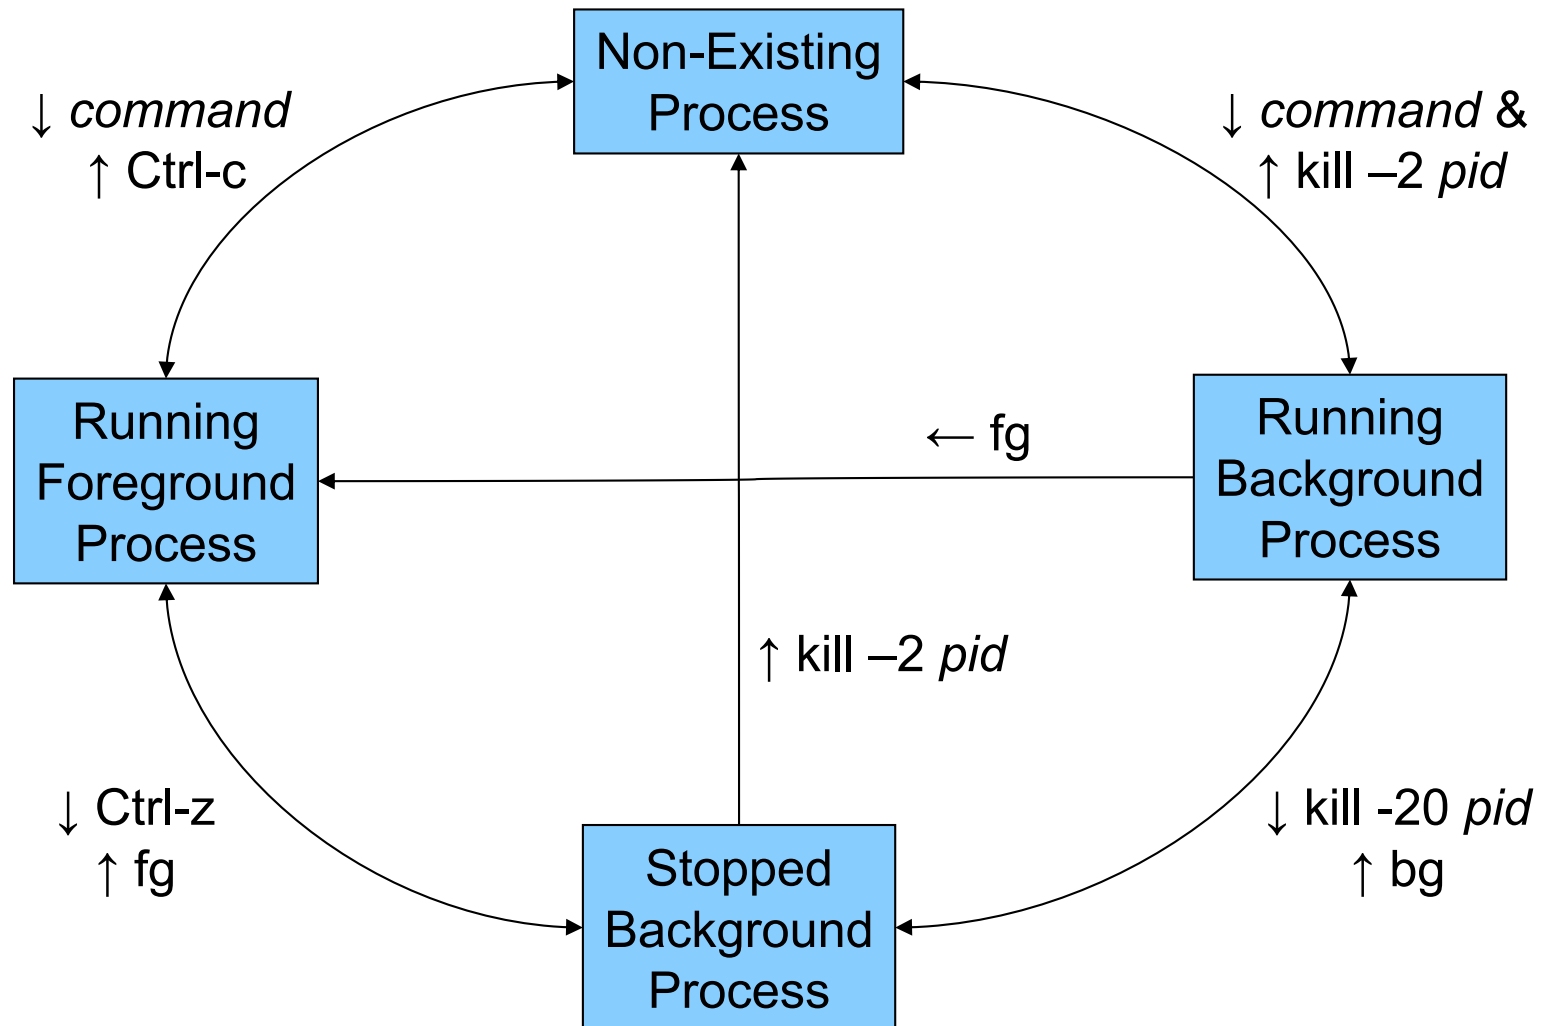 Non-Existing
Process
↓ command
↑ Ctrl-c
↓ command &
↑ kill –2 pid
Running
Foreground
Process
← fg
Running
Background
Process
↑ kill –2 pid
↓ Ctrl-z
↑ fg
↓ kill -20 pid
↑ bg
Stopped
Background
Process